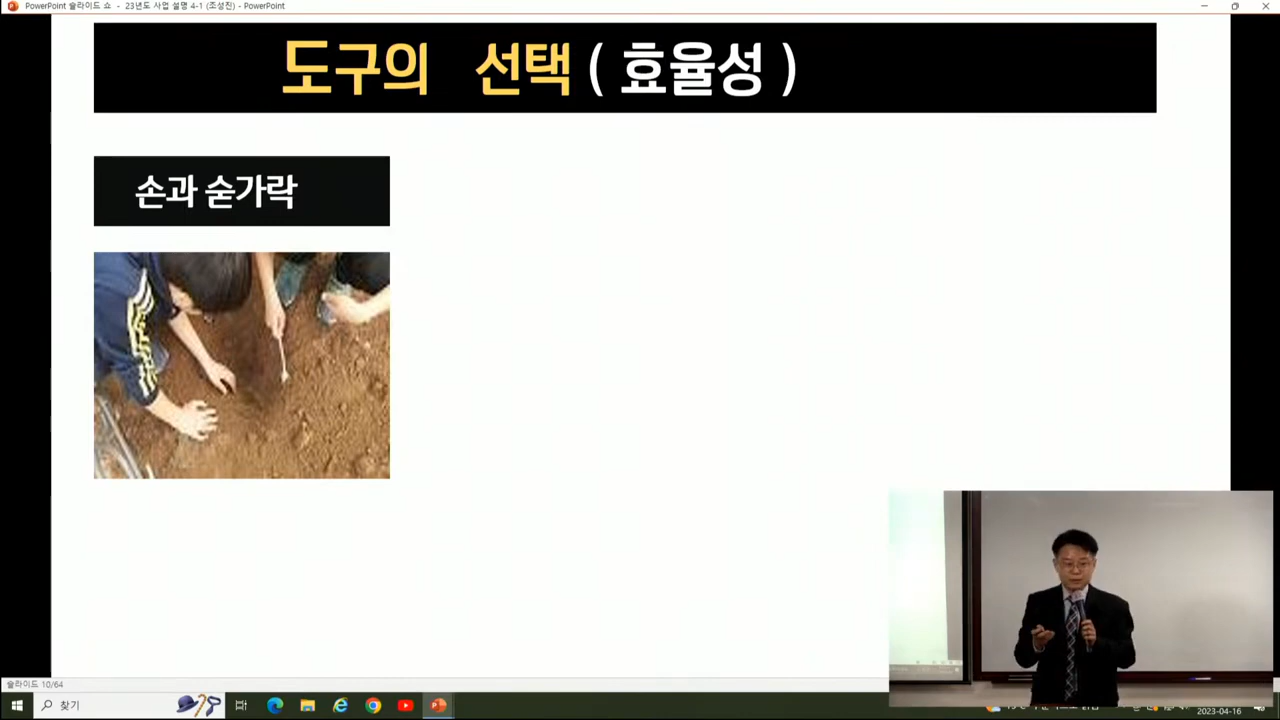 PowerPoint 슬라이드 쇼 - 23년도 사업 설명 4-1 (조성진) - PowerPoint
도구의 선택 ( 효율성 )
손과 숟가락
슬라이드 10/64
찾기
2023-04-16